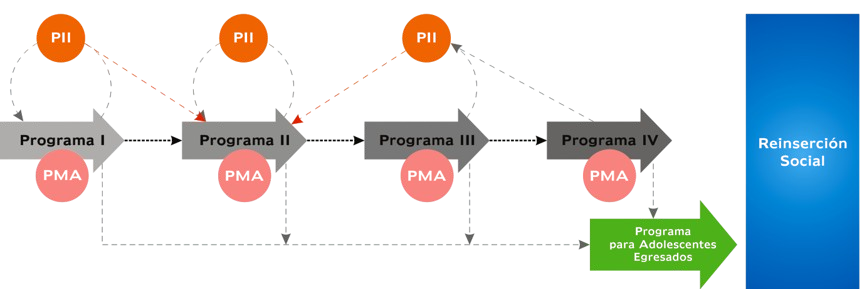 PII
PII
PII
Programa I
Programa II
Programa III
Programa IV
PMA
PMA
PMA
PMA
Programa
para Adolescentes
Egresados
Reinserción
Social